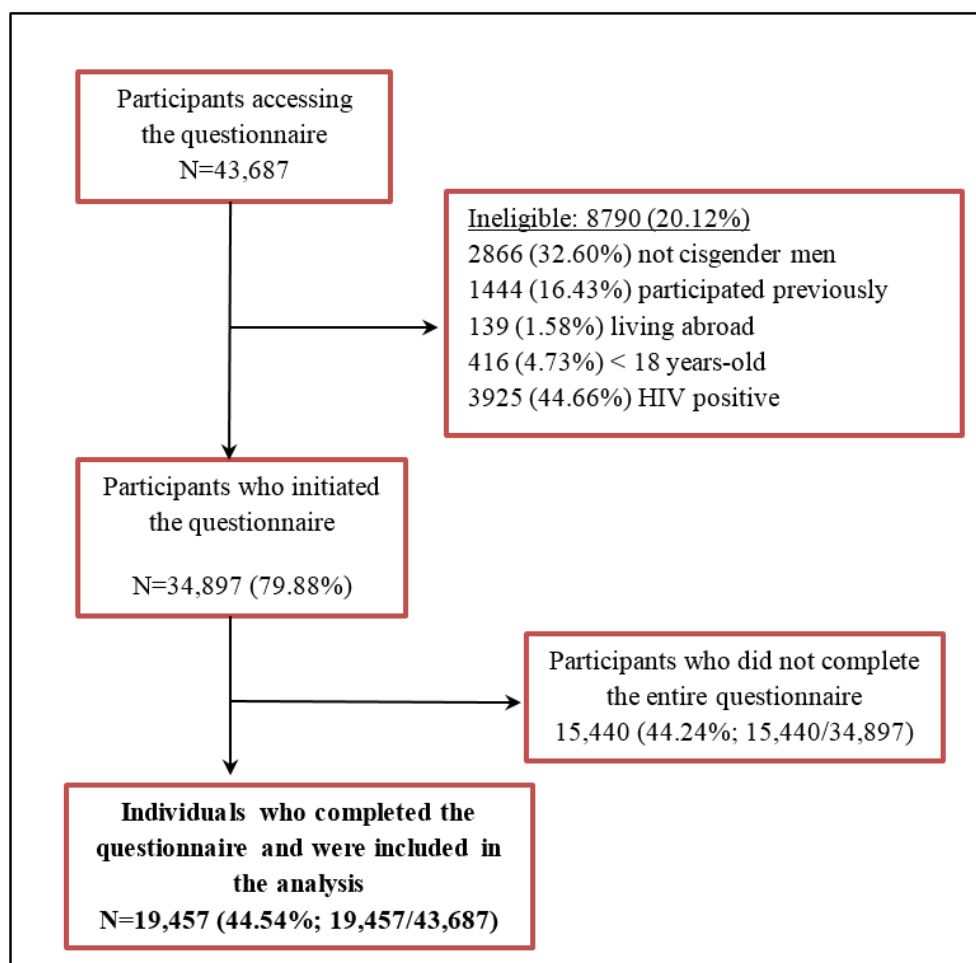 Participants accessing
the questionnaire
N=43,687
Ineligible: 8790 (20.12%)
2866 (32.60%) not cisgender men
1444 (16.43%) participated previously
139 (1.58%) living abroad
416 (4.73%) < 18 years-old
3925 (44.66%) HIV positive
Participants who initiated
the questionnaire
N=34,897 (79.88%)
Participants who did not complete
the entire questionnaire
15,440 (44.24%; 15,440/34,897)
Individuals who completed the
questionnaire and were included in
the analysis
N=19,457 (44.54%; 19,457/43,687)